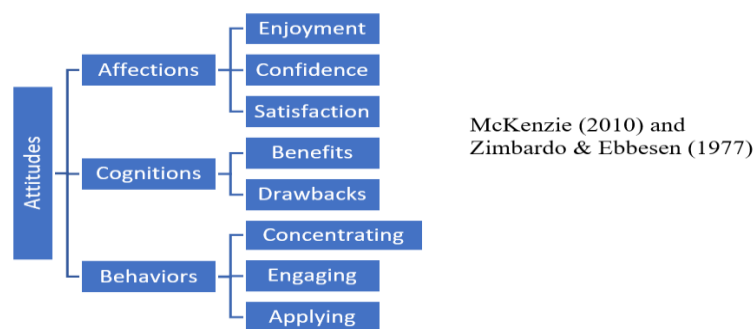 Attitudes
Affections
Enjoyment
Confidence
Satisfaction
Cognitions
Benefits
Drawbacks
Behaviors
Concentrating
Engaging
Applying
McKenzie (2010) and
Zimbardo & Ebbesen (1977)